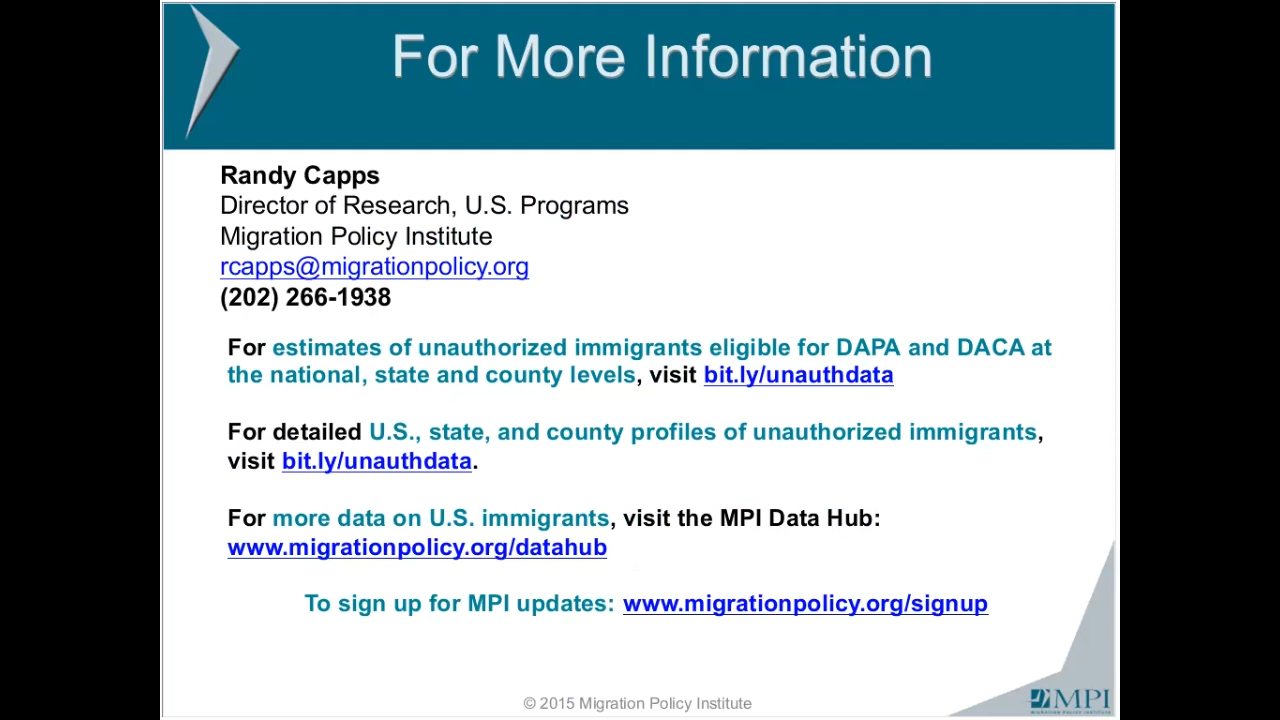 For More Information
Randy Capps
Director of Research, U.S. Programs
Migration Policy Institute
rcapps@migrationpolicy.org
(202) 266-1938
For estimates of unauthorized immigrants eligible for DAPA and DACA at
the national, state and county levels, visit bit.ly/unauthdata
For detailed U.S., state, and county profiles of unauthorized immigrants,
visit bit.ly/unauthdata.
For more data on U.S. immigrants, visit the MPI Data Hub:
www.migrationpolicy.org/datahub
To sign up for MPI updates: www.migrationpolicy.org/signup
© 2015 Migration Policy Institute
MPI
MIGRATION POLICY INSTITUTE